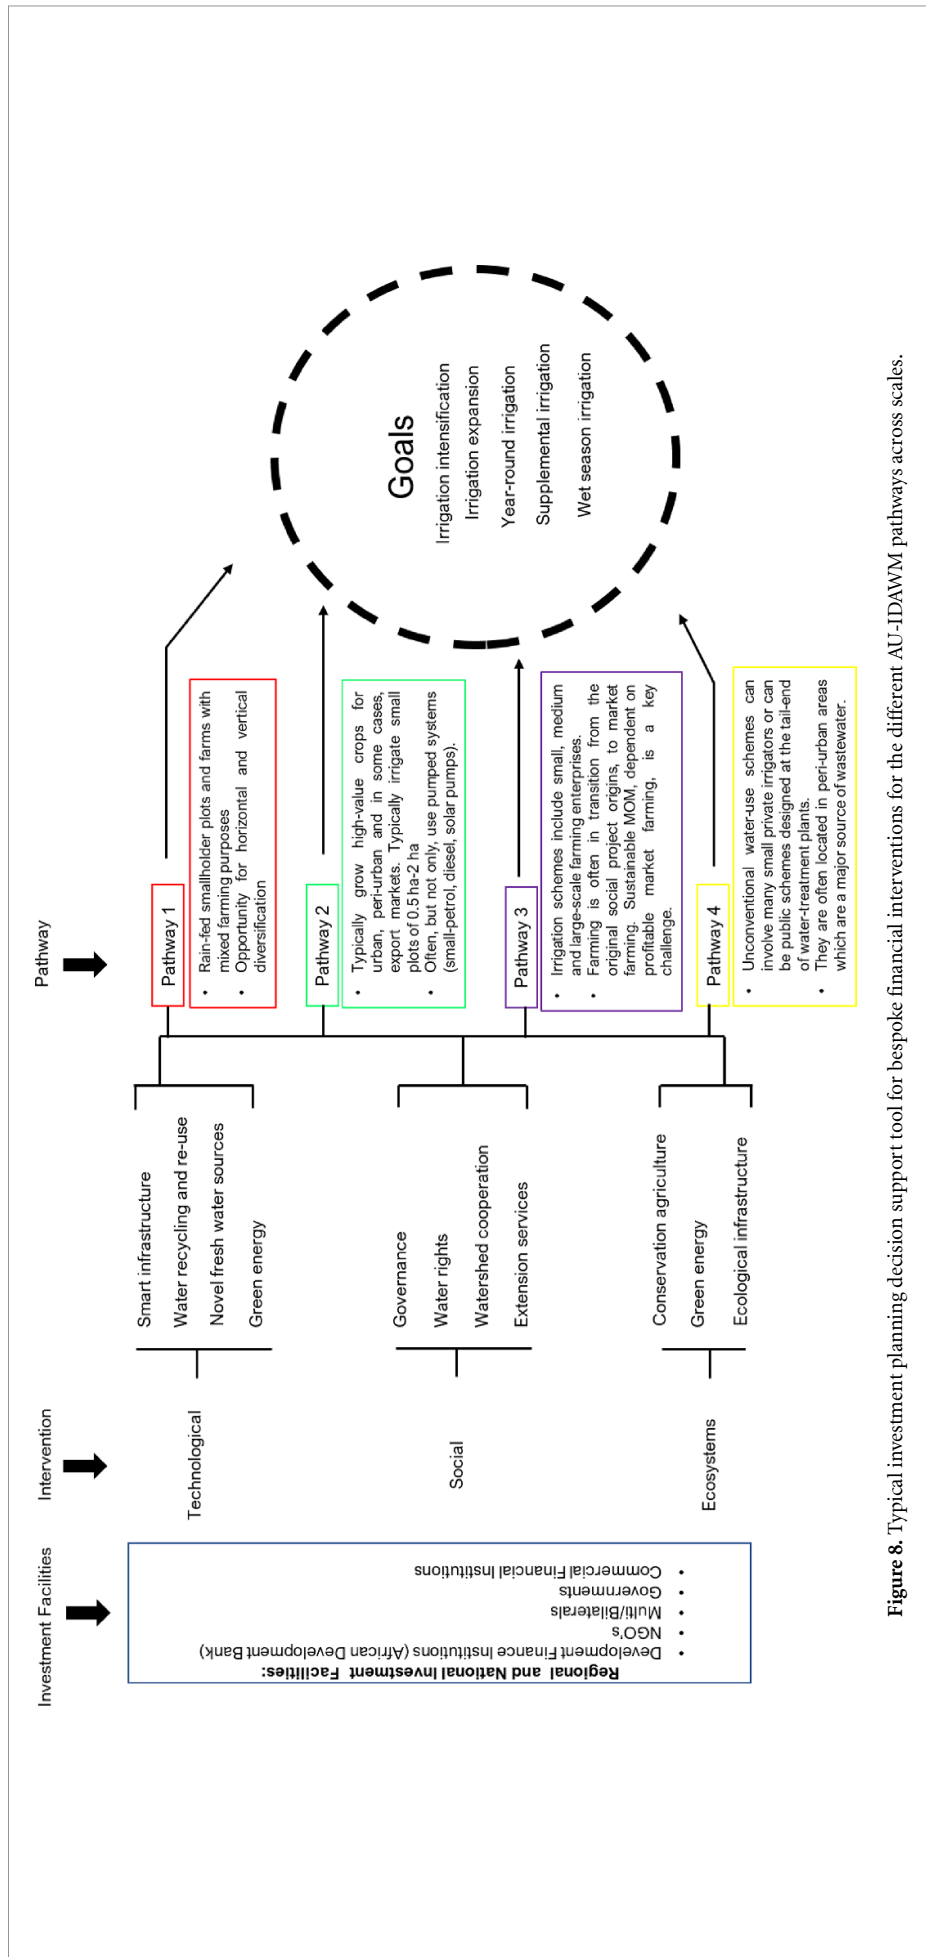 Investment Facilities
Intervention
Pathway
Regional and National Investment Facilities:
• Development Finance Institutions (African Development Bank)
• NGO's
• Multi/Bilaterals
• Governments
• Commercial Financial Institutions
Technological
Smart infrastructure
Water recycling and re-use
Novel fresh water sources
Green energy
Social
Governance
Water rights
Watershed cooperation
Extension services
Ecosystems
Conservation agriculture
Green energy
Ecological infrastructure
Pathway 1
• Rain-fed smallholder plots and farms with
mixed farming purposes
• Opportunity for horizontal and vertical
diversification
Pathway 2
• Typically grow high-value crops for
urban, peri-urban and in some cases,
export markets. Typically irrigate small
plots of 0.5 ha-2 ha
• Often, but not only, use pumped systems
(small-petrol, diesel, solar pumps).
Pathway 3
• Irrigation schemes include small, medium
and large-scale farming enterprises.
• Farming is often in transition from the
original social project origins, to market
farming. Sustainable MOM, dependent on
profitable market farming, is a key
challenge.
Pathway 4
• Unconventional water-use schemes can
involve many small private irrigators or can
be public schemes designed at the tail-end
of water-treatment plants.
• They are often located in peri-urban areas
which are a major source of wastewater.
Goals
Irrigation intensification
Irrigation expansion
Year-round irrigation
Supplemental irrigation
Wet season irrigation
Figure 8. Typical investment planning decision support tool for bespoke financial interventions for the different AU-IDAWM pathways across scales.